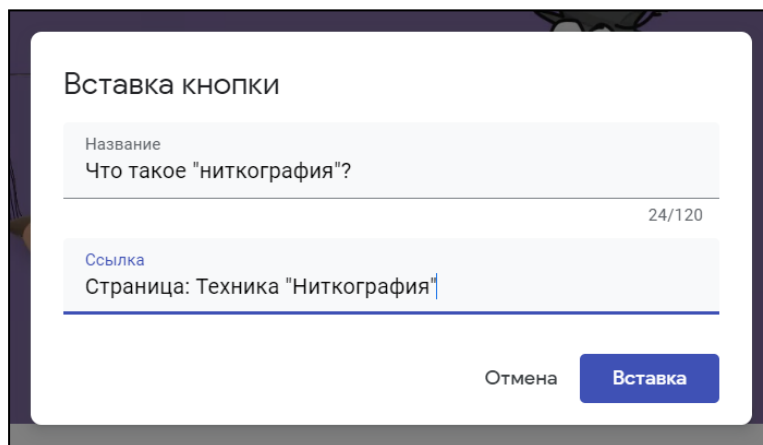 Вставка кнопки
Название
Что такое "ниткография"?
24/120
Ссылка
Страница: Техника "Ниткография"
Отмена
Вставка